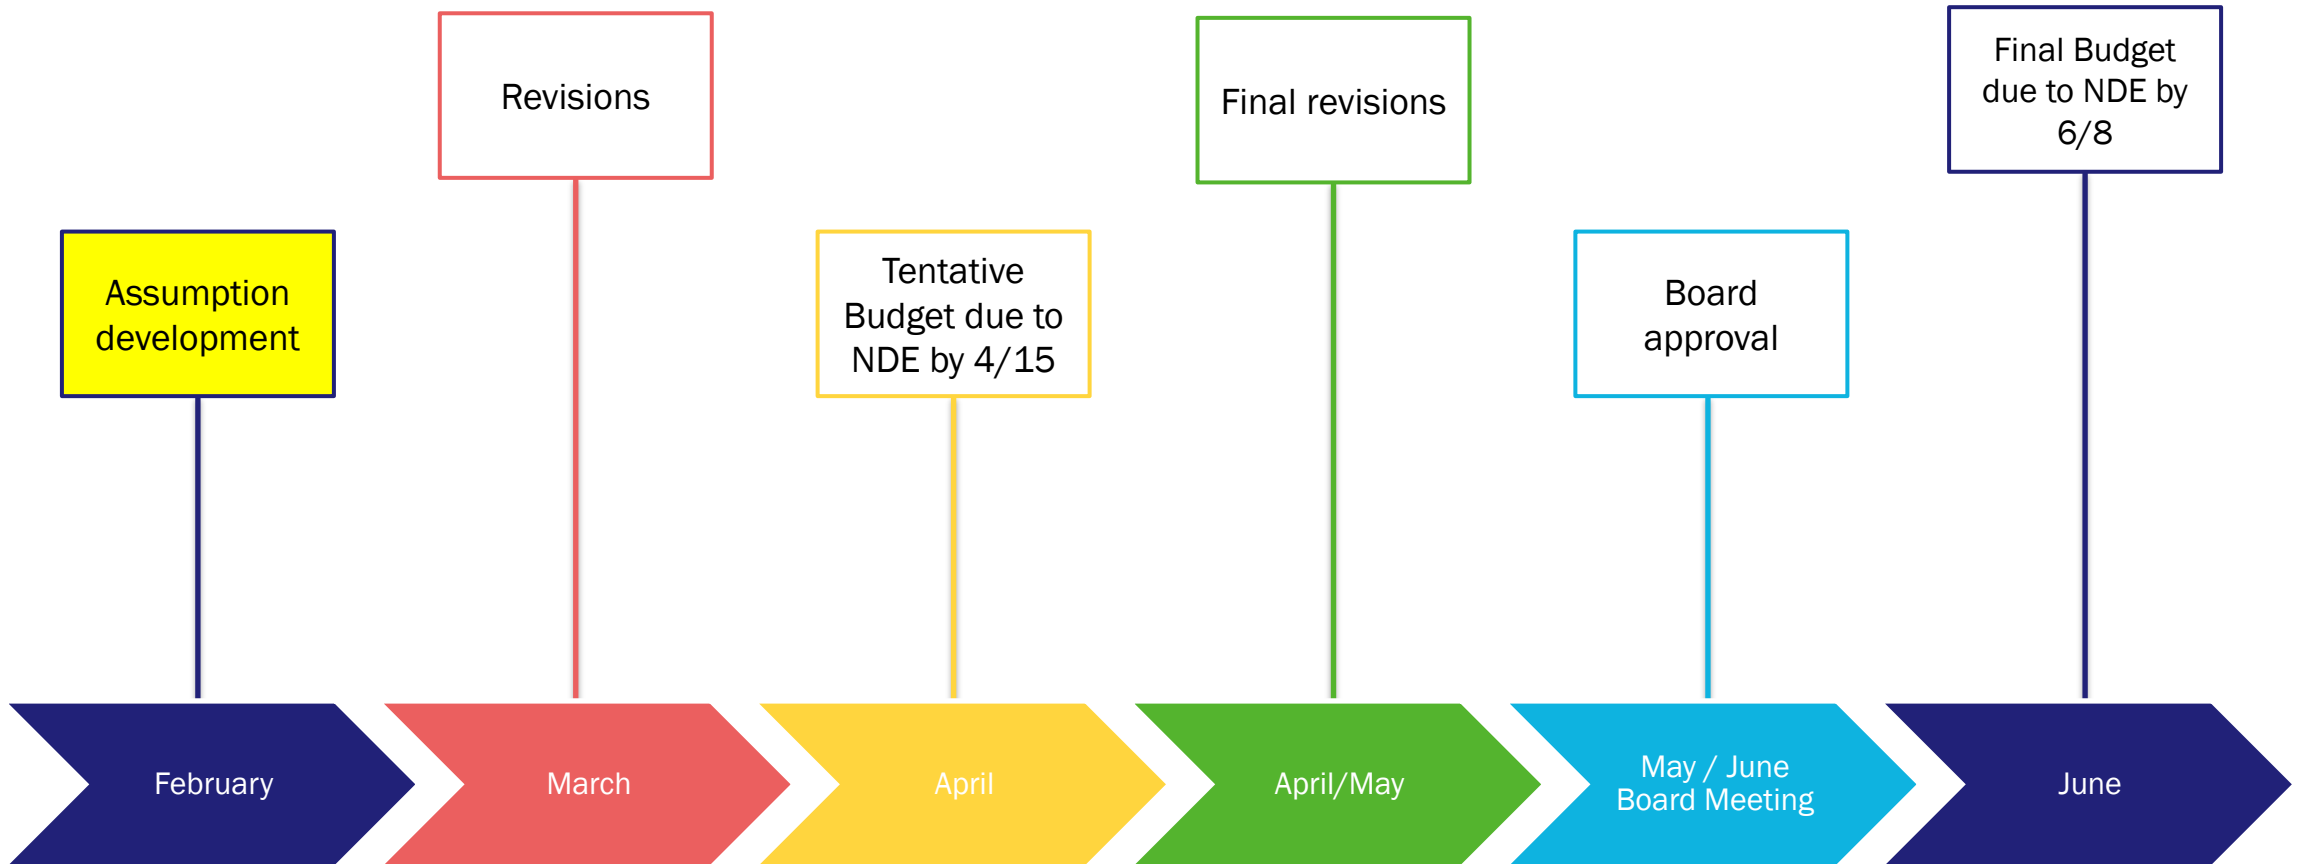 Assumption
development
Revisions
Tentative
Budget due to
NDE by 4/15
Final revisions
Board
approval
Final Budget
due to NDE by
6/8
February
March
April
April/May
May / June
Board Meeting
June